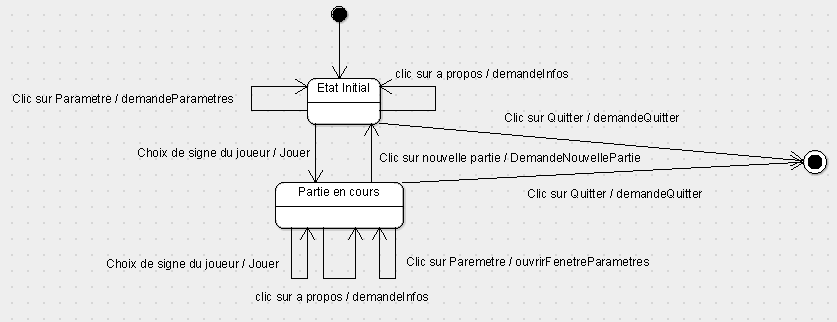 clic sur a propos / demandeInfos
Etat Initial
Clic sur Parametre / demandeParametres
Clic sur Quitter / demandeQuitter
Choix de signe du joueur / Jouer
Clic sur nouvelle partie / DemandeNouvellePartie
Partie en cours
Clic sur Quitter / demandeQuitter
Choix de signe du joueur / Jouer
Clic sur Paremetre / ouvrirFenetreParametres
clic sur a propos / demandeInfos